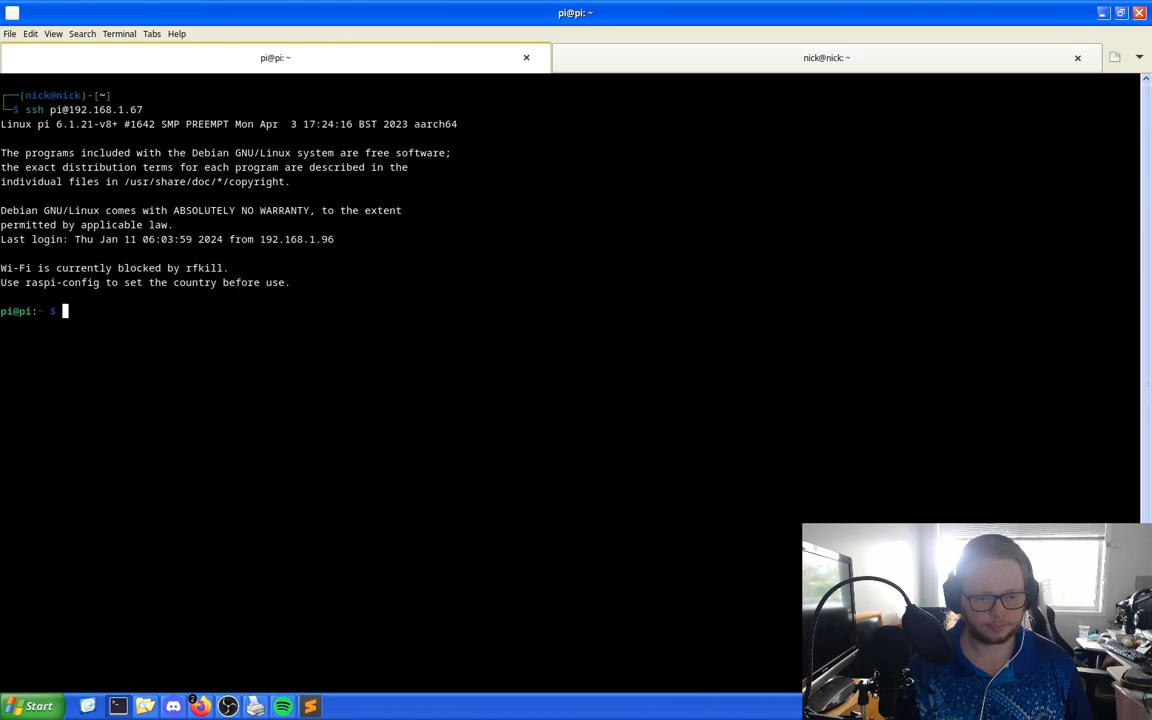 pi@pi: ~
File Edit View Search Terminal Tabs Help
pi@pi: ~
nick@nick: ~
┌──(nick@nick)-[~]
└─$ ssh pi@192.168.1.67
Linux pi 6.1.21-v8+ #1642 SMP PREEMPT Mon Apr  3 17:24:16 BST 2023 aarch64
The programs included with the Debian GNU/Linux system are free software;
the exact distribution terms for each program are described in the
individual files in /usr/share/doc/*/copyright.
Debian GNU/Linux comes with ABSOLUTELY NO WARRANTY, to the extent
permitted by applicable law.
Last login: Thu Jan 11 06:03:59 2024 from 192.168.1.96
Wi-Fi is currently blocked by rfkill.
Use raspi-config to set the country before use.
pi@pi:~ $
Start
2